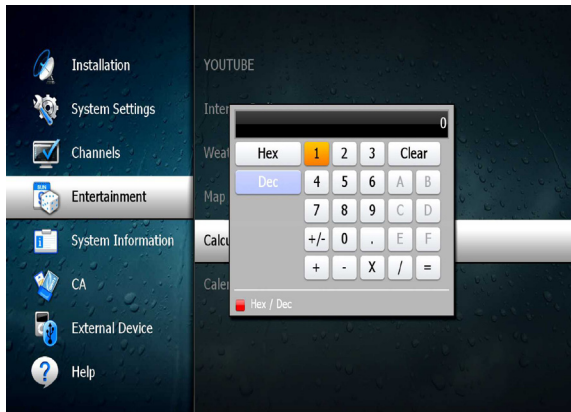 Installation
System Settings
Channels
Entertainment
System Information
CA
External Device
Help
YOUTUBE
0
Hex 1 2 3 Clear
Dec 4 5 6 A B
7 8 9 C D
+/- 0 . E F
+ - X / =
Hex / Dec